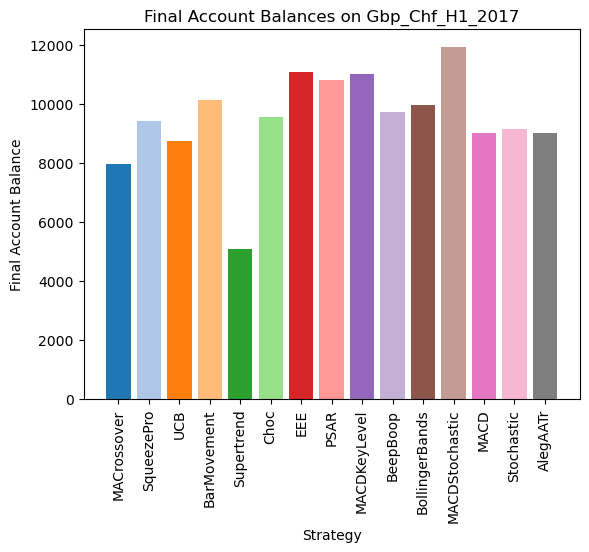 Final Account Balances on Gbp_Chf_H1_2017
Final Account Balance
12000
10000
8000
6000
4000
2000
0
MACrossover
SqueezePro
UCB
BarMovement
Supertrend
Choc
EEE
PSAR
MACDKeyLevel
BeepBoop
BollingerBands
MACDStochastic
MACD
Stochastic
AlegAATr
Strategy